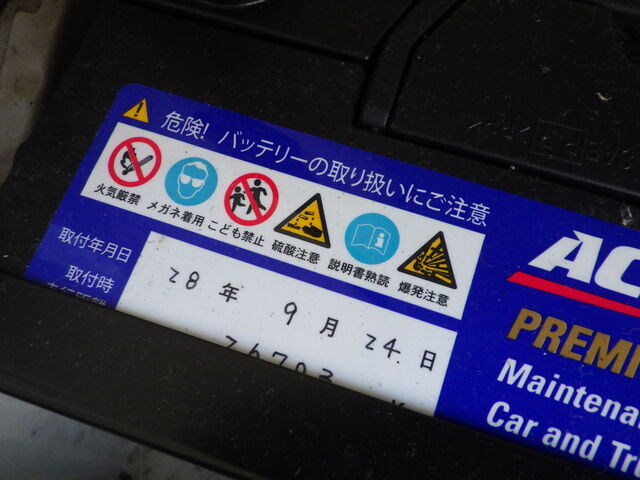 危険! バッテリーの取り扱いにご注意
火気厳禁 メガネ着用 こども禁止 硫酸注意 説明書熟読 爆発注意
取付年月日 28 年 9 月 24 日
取付時
AC
PREMI
Maintena
Car and Tru